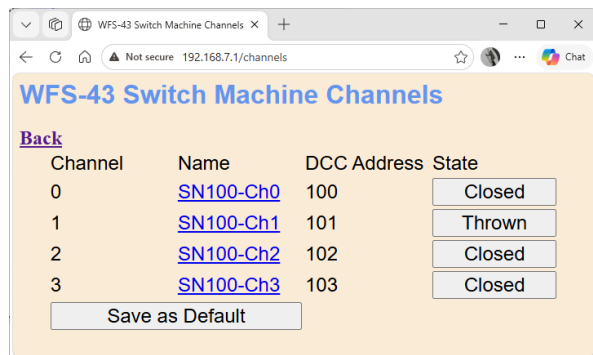 WFS-43 Switch Machine Channels
Not secure 192.168.7.1/channels
Chat
WFS-43 Switch Machine Channels
Back
Channel Name DCC Address State
0 SN100-Ch0 100 Closed
1 SN100-Ch1 101 Thrown
2 SN100-Ch2 102 Closed
3 SN100-Ch3 103 Closed
Save as Default